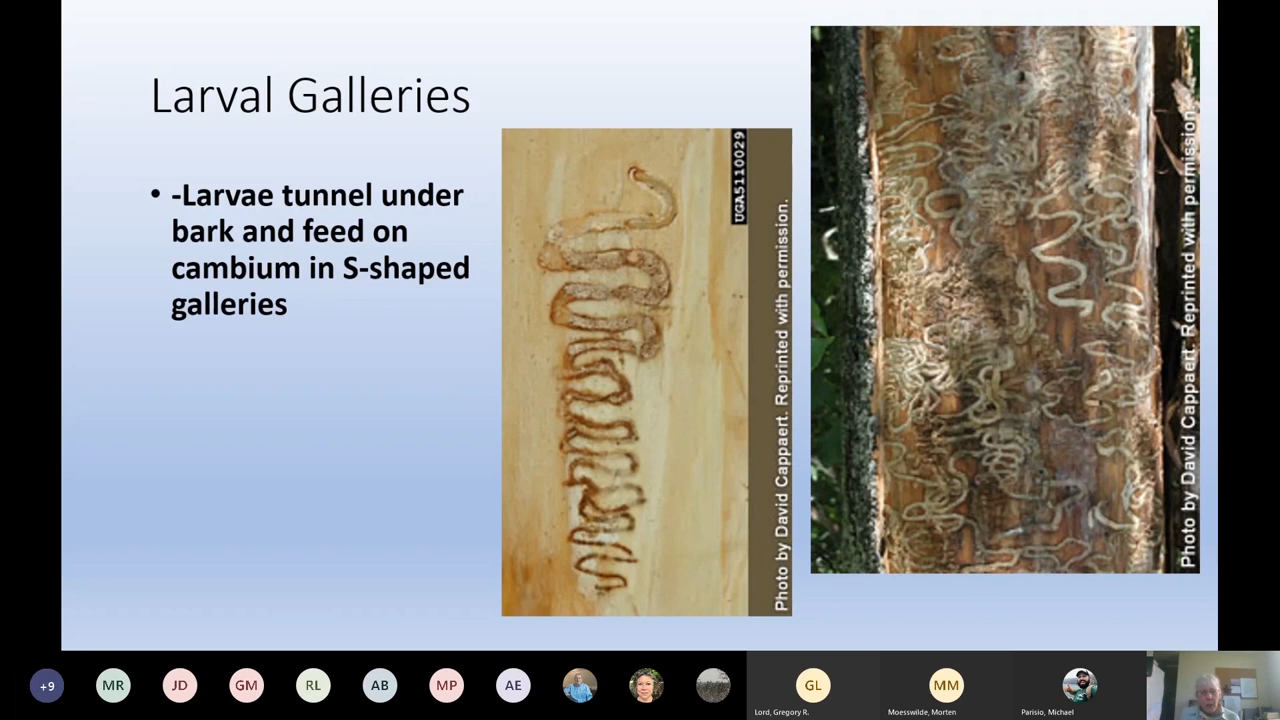 Larval Galleries
• -Larvae tunnel under
bark and feed on
cambium in S-shaped
galleries
UGA5110029
Photo by David Cappaert. Reprinted with permission.
Photo by David Cappaert. Reprinted with permission.
+9
MR
JD
GM
RL
AB
MP
AE
GL
Lord, Gregory R.
MM
Moesswilde, Morten
Parisio, Michael